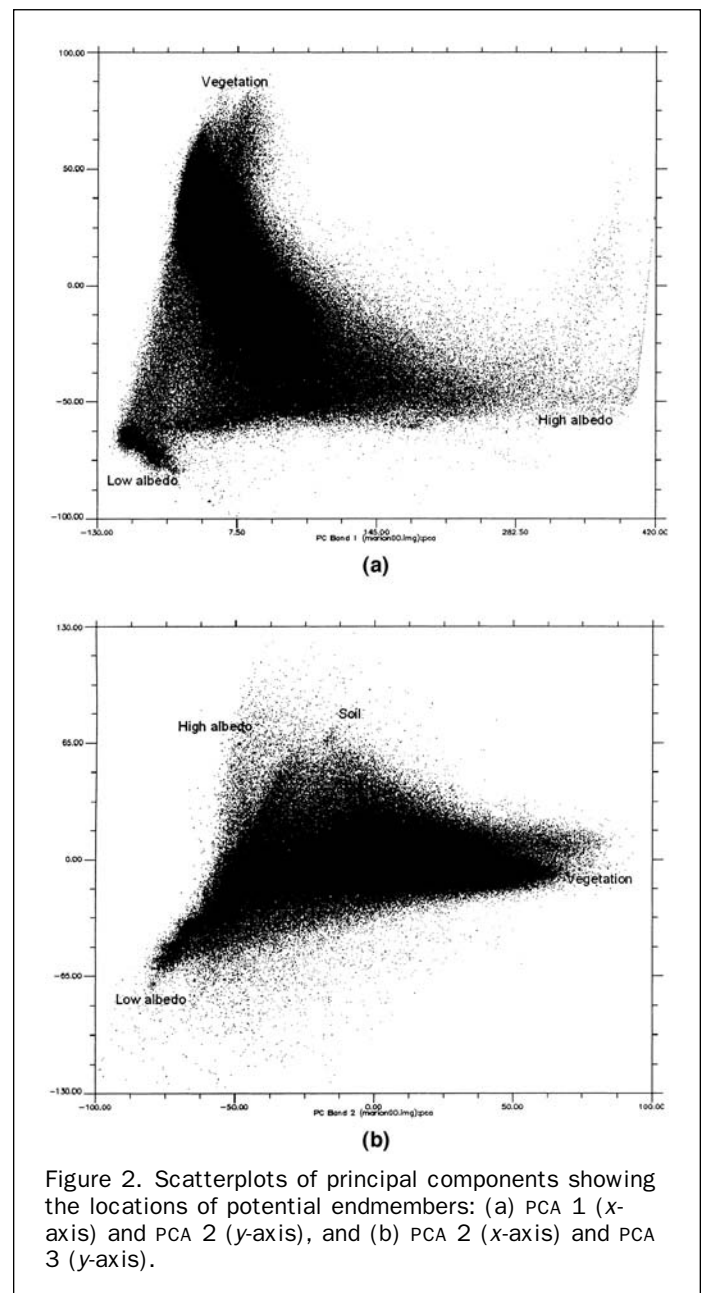 100.00
Vegetation
50.00
0.00
-50.00
High albedo
Low albedo
-100.00
-130.00 7.50 145.00 282.50 420.00
PC Band 1 (marion00.img):pca
(a)
130.00
High albedo Soil
65.00
0.00
Vegetation
-65.00
Low albedo
-130.00
-100.00 -50.00 0.00 50.00 100.00
PC Band 2 (marion00.img):pca
(b)
Figure 2. Scatterplots of principal components showing
the locations of potential endmembers: (a) PCA 1 (x-
axis) and PCA 2 (y-axis), and (b) PCA 2 (x-axis) and PCA
3 (y-axis).